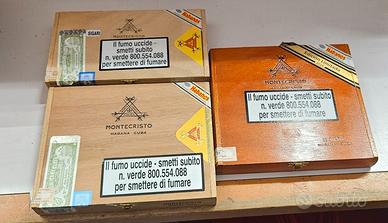 SIGARI
Habanos
Il fumo uccide - smetti subito
n. verde 800.554.088
per smettere di fumare
MONTECRISTO
HABANA CUBA
Il fumo uccide - smetti subito
n. verde 800.554.088
per smettere di fumare
MONTECRISTO
Il fumo uccide - smetti subito
n. verde 800.554.088
per smettere di fumare
subito